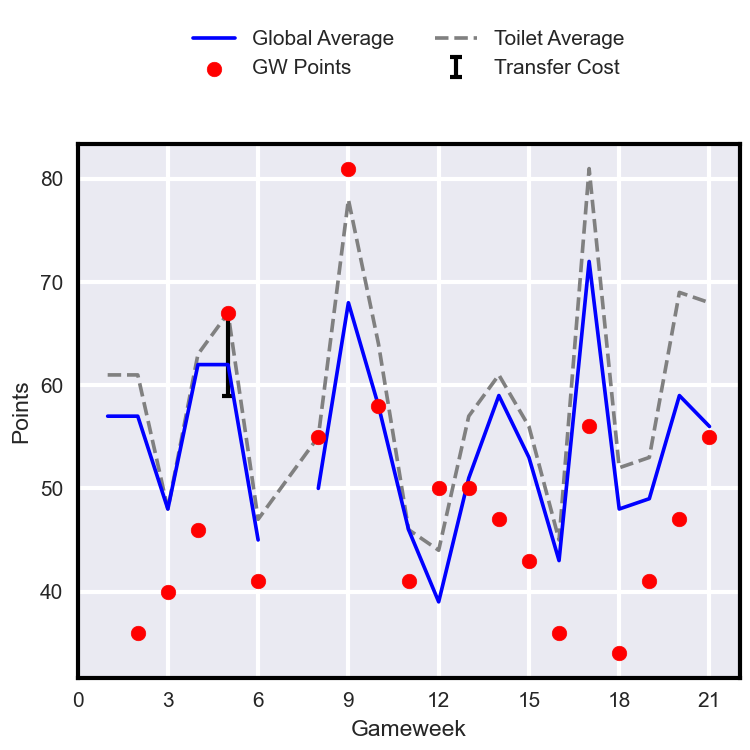 Global Average
Toilet Average
GW Points
Transfer Cost
80
70
60
50
40
Points
0 3 6 9 12 15 18 21
Gameweek